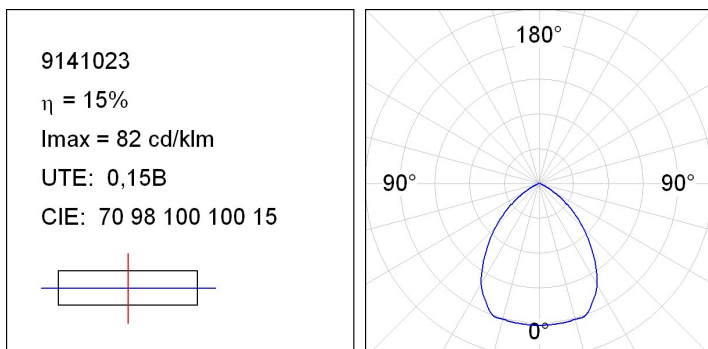 9141023
η = 15%
Imax = 82 cd/klm
UTE: 0,15B
CIE: 70 98 100 100 15
180°
90° 90°
0°